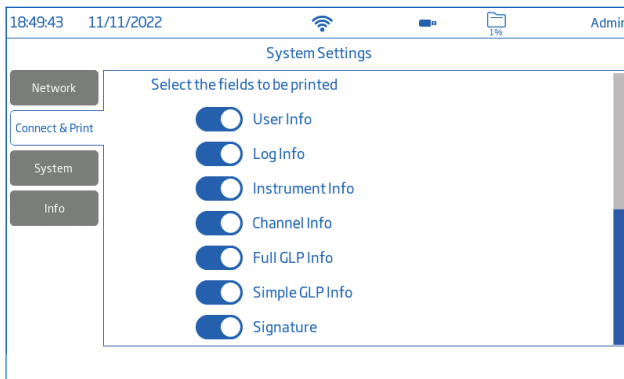 18:49:43 11/11/2022 1% Admin
System Settings
Network
Connect & Print
System
Info
Select the fields to be printed
User Info
Log Info
Instrument Info
Channel Info
Full GLP Info
Simple GLP Info
Signature